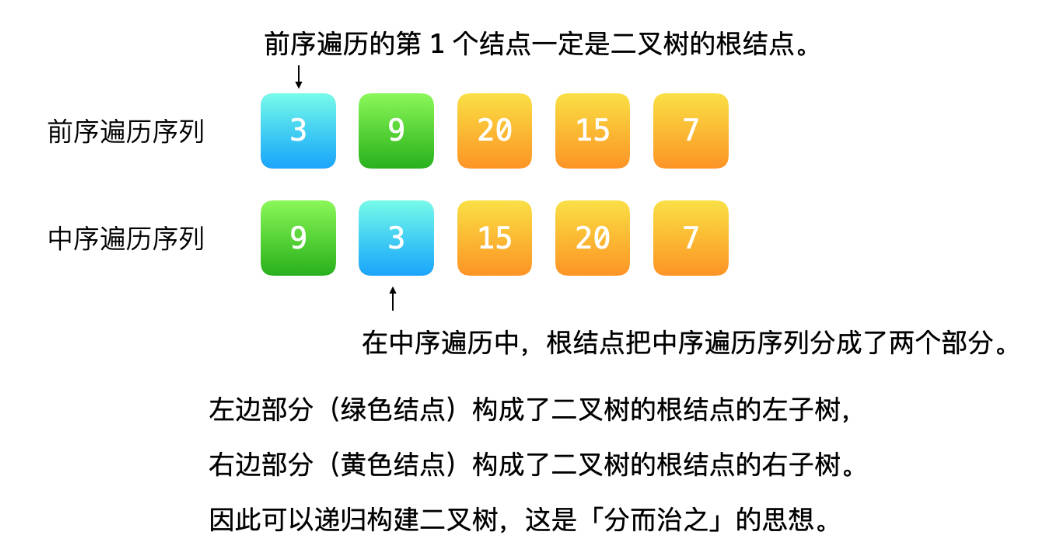 前序遍历的第 1 个结点一定是二叉树的根结点。
前序遍历序列 3 9 20 15 7
中序遍历序列 9 3 15 20 7
在中序遍历中，根结点把中序遍历序列分成了两个部分。
左边部分（绿色结点）构成了二叉树的根结点的左子树，
右边部分（黄色结点）构成了二叉树的根结点的右子树。
因此可以递归构建二叉树，这是「分而治之」的思想。